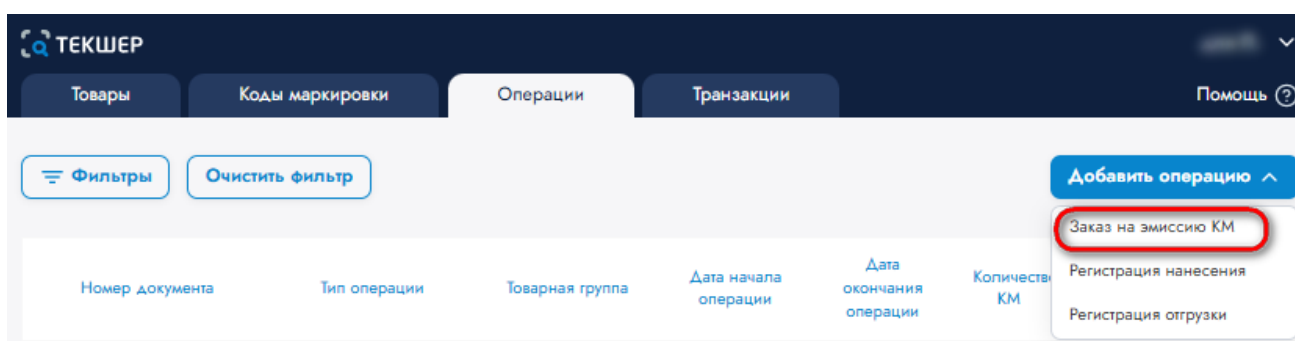 ТЕКШЕР
Товары Коды маркировки Операции Транзакции Помощь ?
Фильтры Очистить фильтр Добавить операцию
Заказ на эмиссию КМ
Регистрация нанесения
Регистрация отгрузки
Номер документа Тип операции Товарная группа Дата начала операции Дата окончания операции Количество КМ